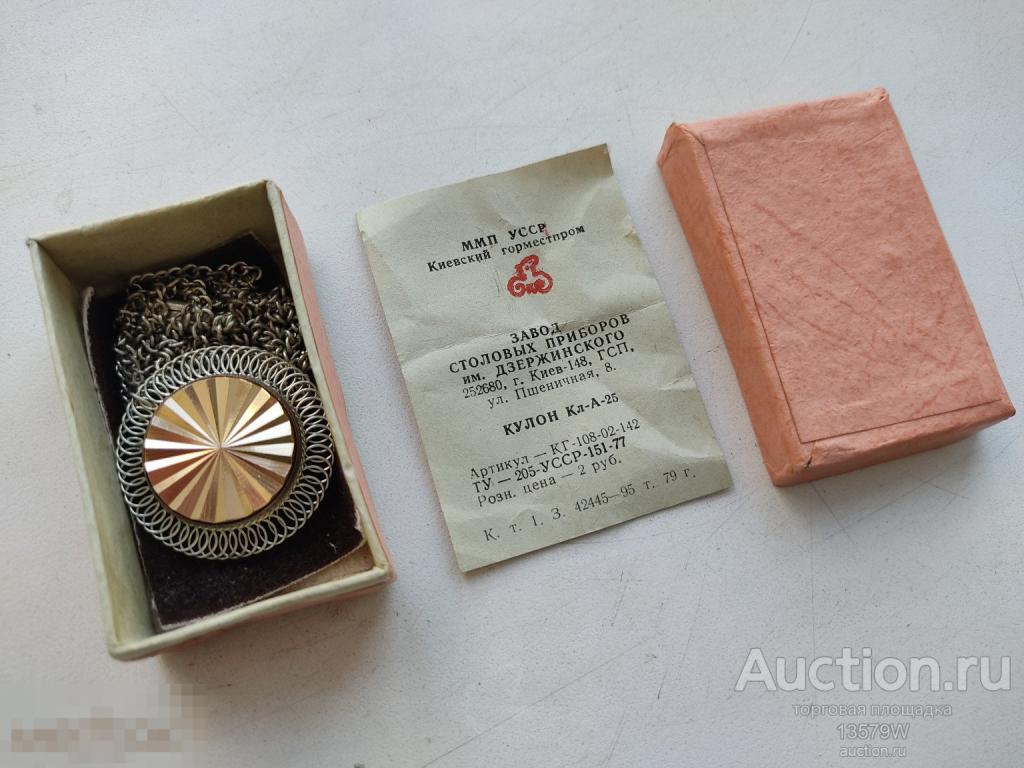 ММП УССР
Киевский горместпром
ЗАВОД
СТОЛОВЫХ ПРИБОРОВ
им. ДЗЕРЖИНСКОГО
252680, г. Киев-148, ГСП,
ул. Пшеничная, 8.
КУЛОН Кл-А-25
Артикул — КГ-108-02-142
ТУ — 205-УССР-151-77
Розн. цена — 2 руб.
К. т. І. З. 42445—95 т. 79 г.
Auction.ru
торговая площадка
13579W
auction.ru